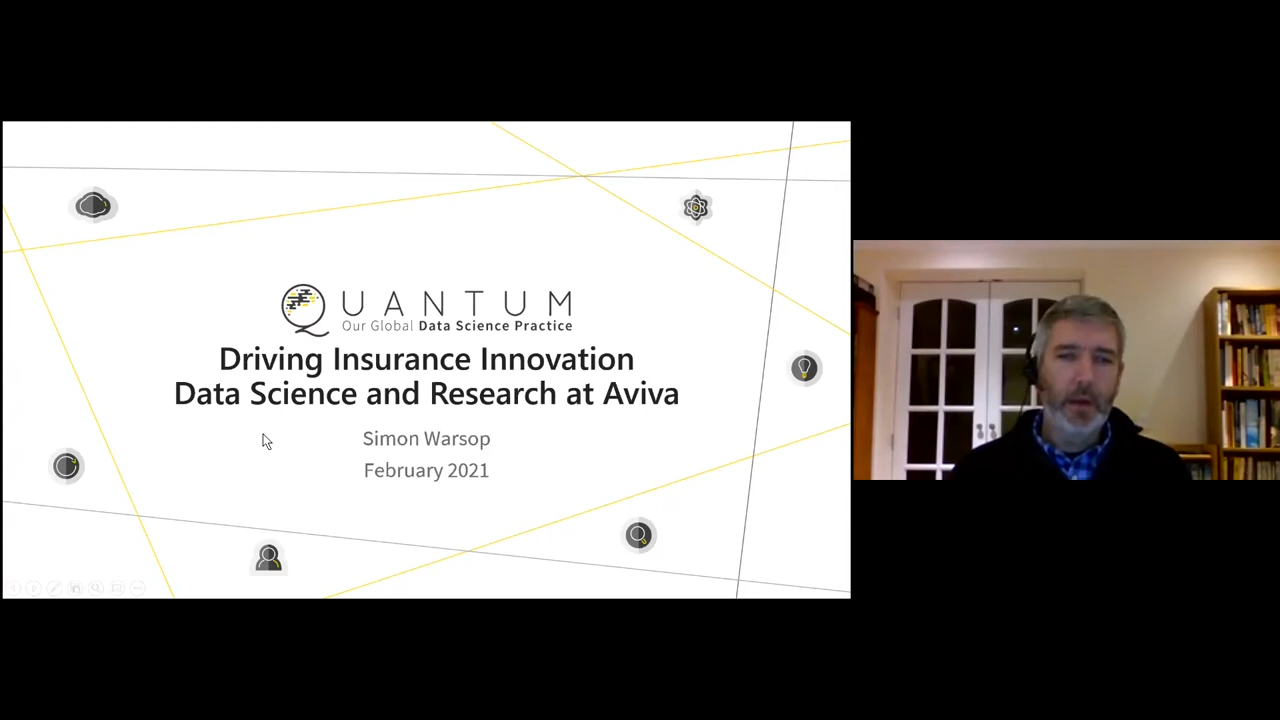 QUANTUM
Our Global Data Science Practice
Driving Insurance Innovation
Data Science and Research at Aviva
Simon Warsop
February 2021